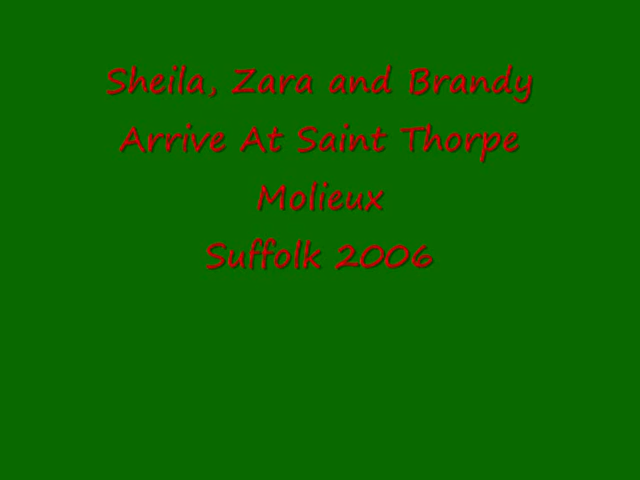 Sheila, Zara and Brandy
Arrive At Saint Thorpe
Molieux
Suffolk 2006